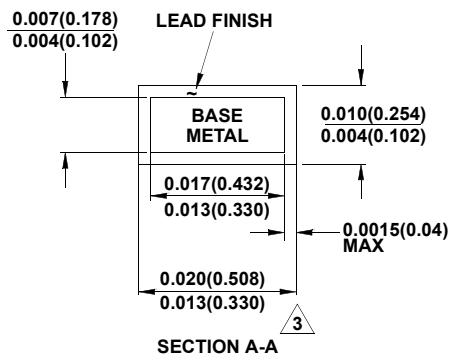 0.007(0.178)
0.004(0.102)
LEAD FINISH
BASE
METAL
0.010(0.254)
0.004(0.102)
0.017(0.432)
0.013(0.330)
0.0015(0.04)
MAX
0.020(0.508)
0.013(0.330)
3
SECTION A-A